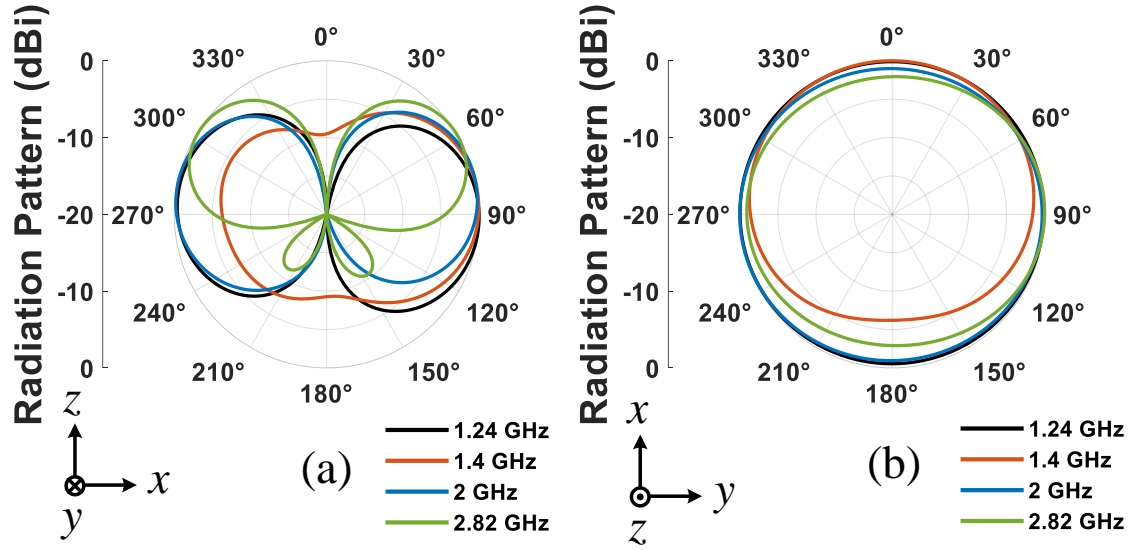 Radiation Pattern (dBi)
0
-10
-20
-10
0
0°
30°
60°
90°
120°
150°
180°
210°
240°
270°
300°
330°
z
x
y
(a)
1.24 GHz
1.4 GHz
2 GHz
2.82 GHz
Radiation Pattern (dBi)
0
-10
-20
-10
0
0°
30°
60°
90°
120°
150°
180°
210°
240°
270°
300°
330°
x
y
z
(b)
1.24 GHz
1.4 GHz
2 GHz
2.82 GHz